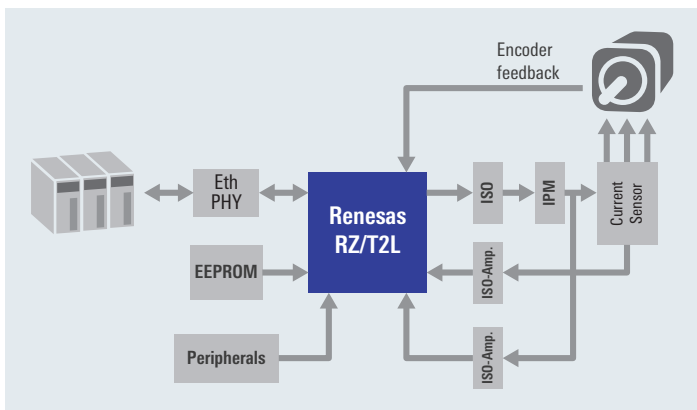 Encoder
feedback
Eth
PHY
Renesas
RZ/T2L
ISO
IPM
Current
Sensor
EEPROM
ISO-Amp.
Peripherals
ISO-Amp.